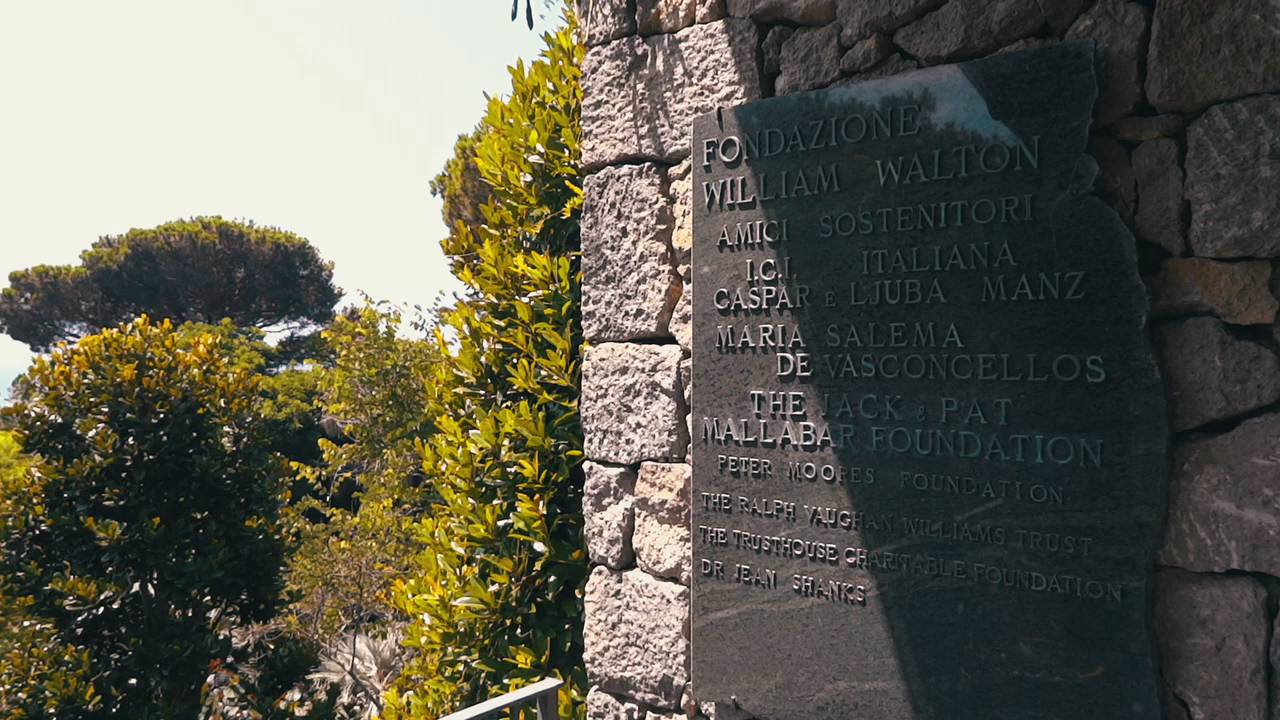 FONDAZIONE
WILLIAM WALTON
AMICI SOSTENITORI
I.C.I. ITALIANA
CASPAR E LJUBA MANZ
MARIA SALEMA
DE VASCONCELLOS
THE JACK & PAT
MALLABAR FOUNDATION
PETER MOORES FOUNDATION
THE RALPH VAUGHAN WILLIAMS TRUST
THE TRUSTHOUSE CHARITABLE FOUNDATION
DR JEAN SHANKS